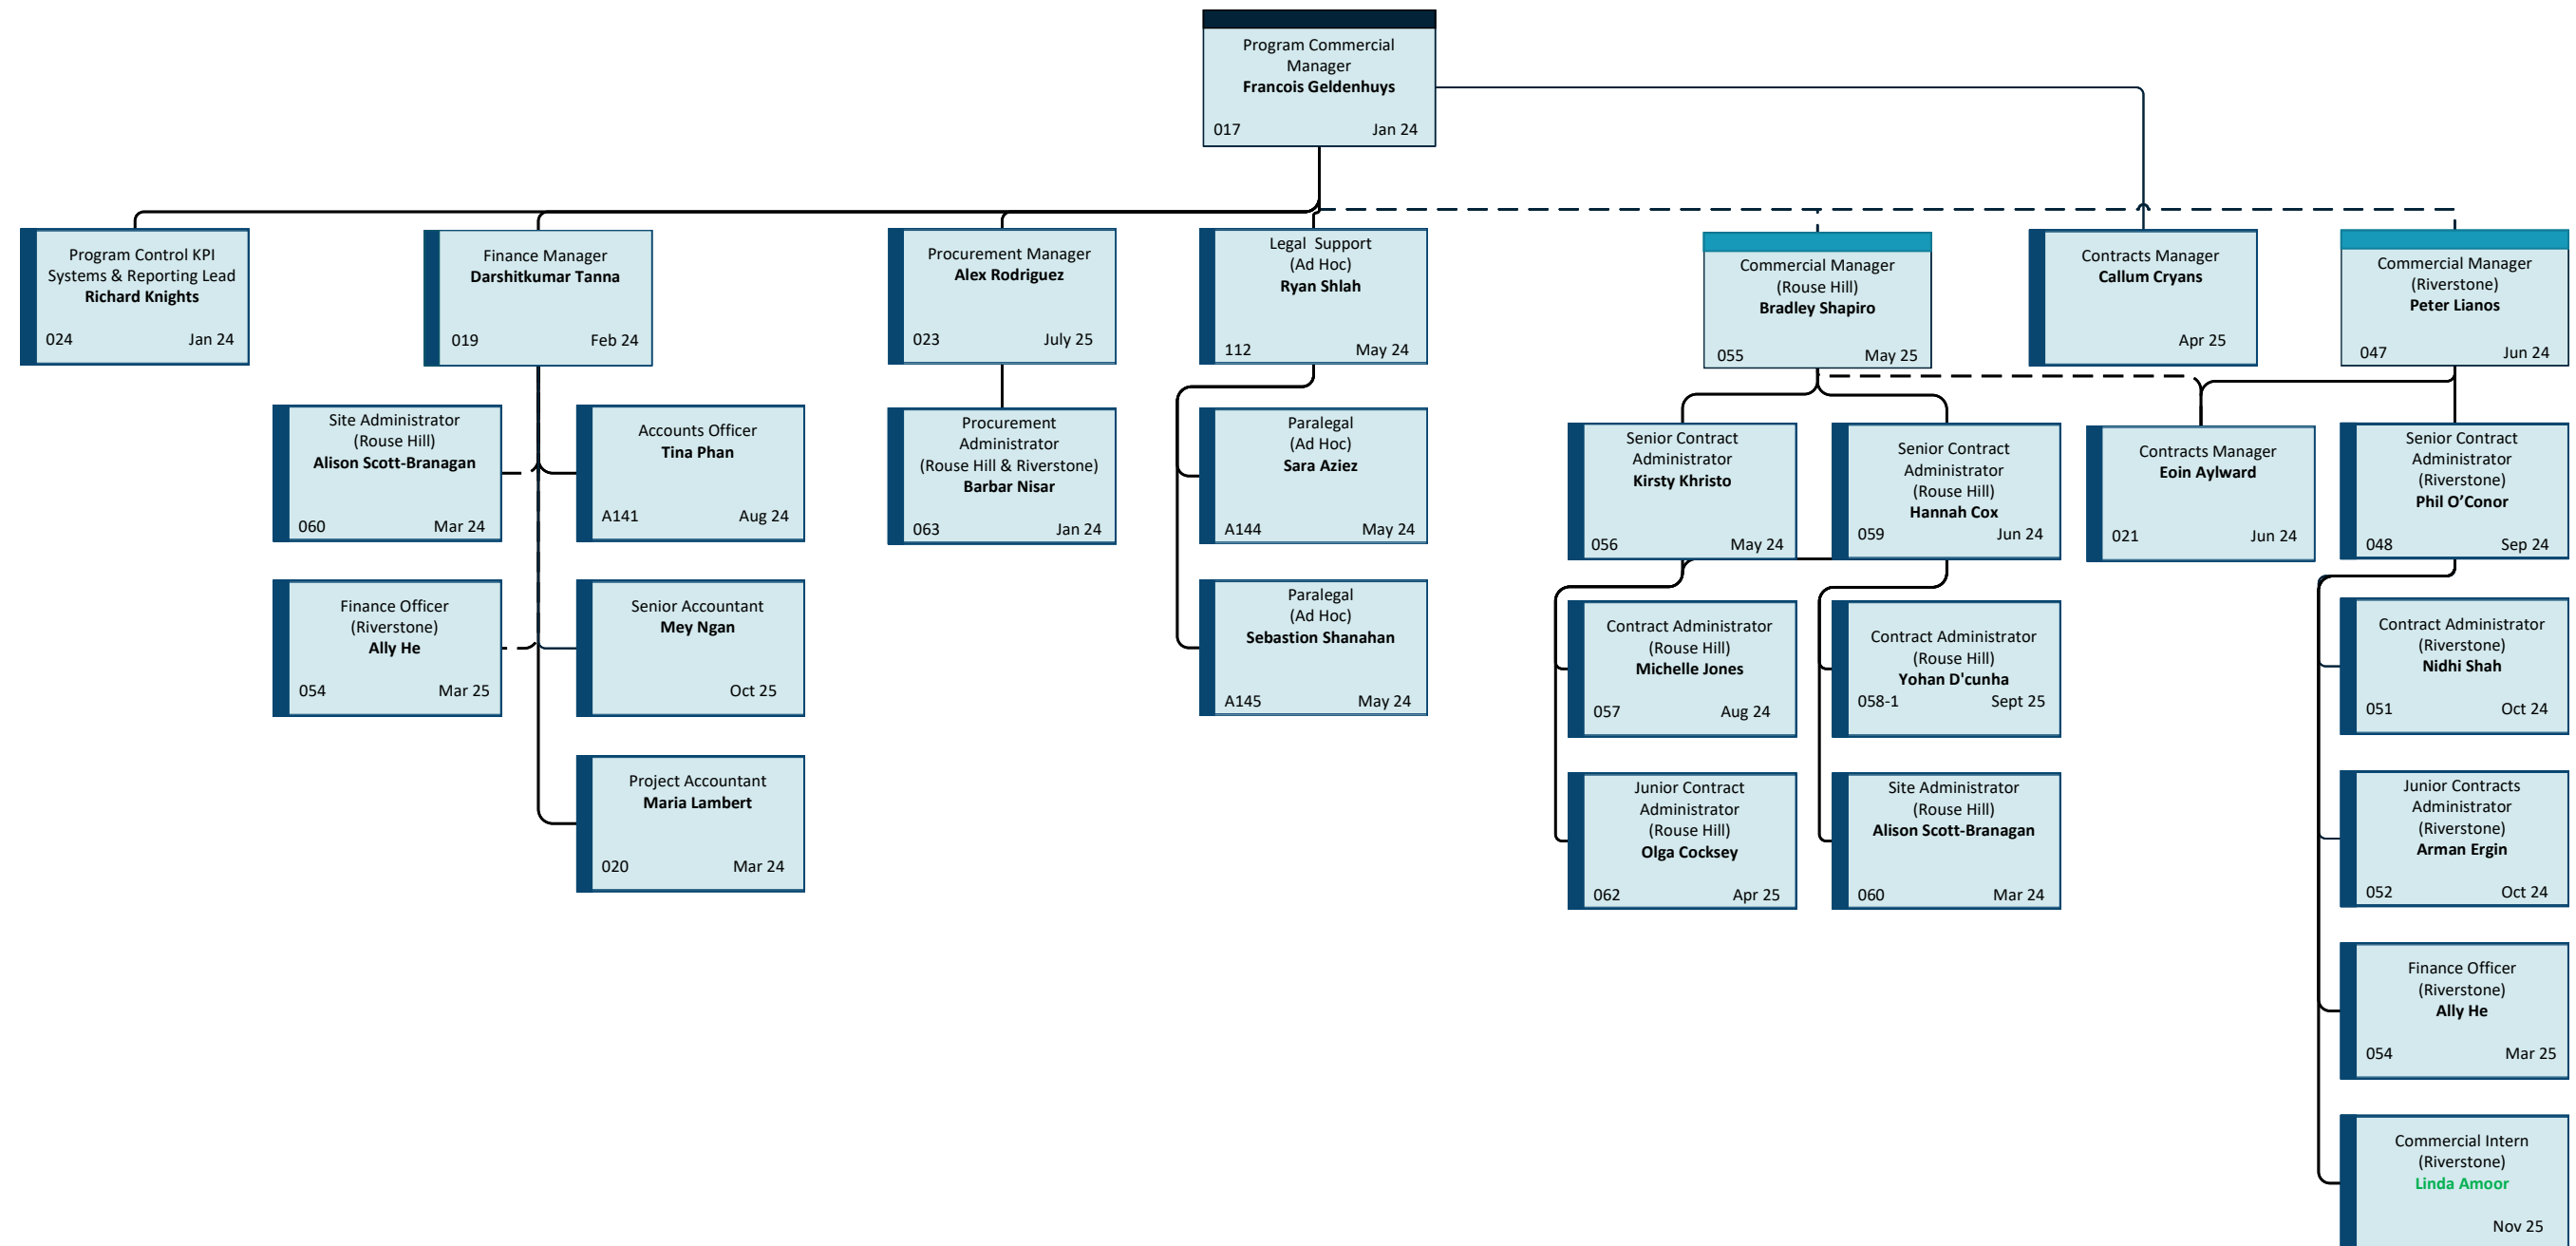 Program Commercial
Manager
Francois Geldenhuys
017 Jan 24
Program Control KPI
Systems & Reporting Lead
Richard Knights
024 Jan 24
Finance Manager
Darshitkumar Tanna
019 Feb 24
Procurement Manager
Alex Rodriguez
023 July 25
Legal Support
(Ad Hoc)
Ryan Shlah
112 May 24
Commercial Manager
(Rouse Hill)
Bradley Shapiro
055 May 25
Contracts Manager
Callum Cryans
Apr 25
Commercial Manager
(Riverstone)
Peter Lianos
047 Jun 24
Site Administrator
(Rouse Hill)
Alison Scott-Branagan
060 Mar 24
Accounts Officer
Tina Phan
A141 Aug 24
Procurement
Administrator
(Rouse Hill & Riverstone)
Barbar Nisar
063 Jan 24
Paralegal
(Ad Hoc)
Sara Aziez
A144 May 24
Senior Contract
Administrator
Kirsty Khristo
056 May 24
Senior Contract
Administrator
(Rouse Hill)
Hannah Cox
059 Jun 24
Contracts Manager
Eoin Aylward
021 Jun 24
Senior Contract
Administrator
(Riverstone)
Phil O’Conor
048 Sep 24
Finance Officer
(Riverstone)
Ally He
054 Mar 25
Senior Accountant
Mey Ngan
Oct 25
Paralegal
(Ad Hoc)
Sebastion Shanahan
A145 May 24
Contract Administrator
(Rouse Hill)
Michelle Jones
057 Aug 24
Contract Administrator
(Rouse Hill)
Yohan D'cunha
058-1 Sept 25
Contract Administrator
(Riverstone)
Nidhi Shah
051 Oct 24
Project Accountant
Maria Lambert
020 Mar 24
Junior Contract
Administrator
(Rouse Hill)
Olga Cocksey
062 Apr 25
Site Administrator
(Rouse Hill)
Alison Scott-Branagan
060 Mar 24
Junior Contracts
Administrator
(Riverstone)
Arman Ergin
052 Oct 24
Finance Officer
(Riverstone)
Ally He
054 Mar 25
Commercial Intern
(Riverstone)
Linda Amoor
Nov 25